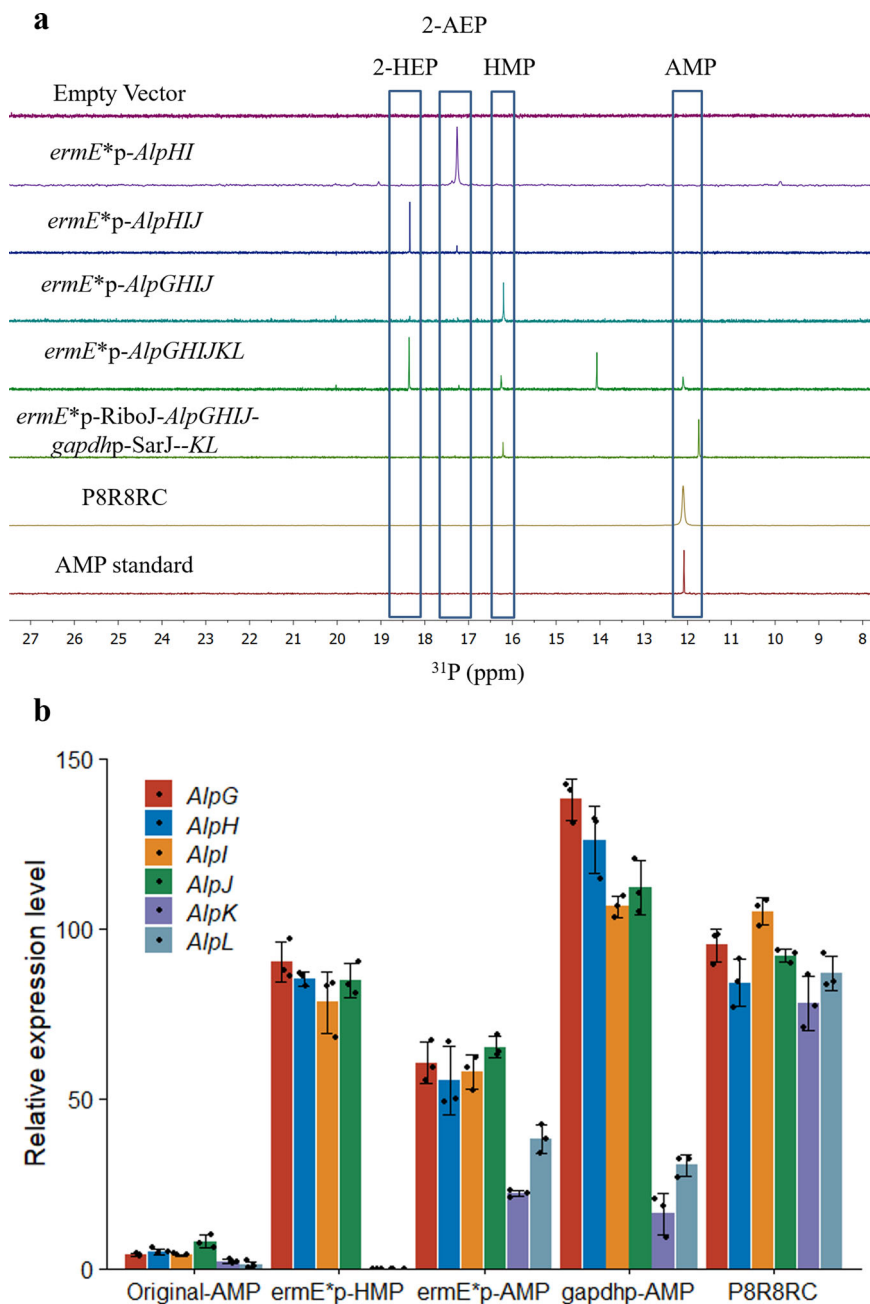 a
2-AEP
2-HEP HMP AMP
Empty Vector
ermE*p-AlpHI
ermE*p-AlpHIJ
ermE*p-AlpGHIJ
ermE*p-AlpGHIJKL
ermE*p-RiboJ-AlpGHIJ-
gapdhp-SarJ--KL
P8R8RC
AMP standard
27 26 25 24 23 22 21 20 19 18 17 16 15 14 13 12 11 10 9 8
31P (ppm)
b
150
AlpG
AlpH
AlpI
AlpJ
AlpK
AlpL
100
50
0
Relative expression level
Original-AMP ermE*p-HMP ermE*p-AMP gapdhp-AMP P8R8RC